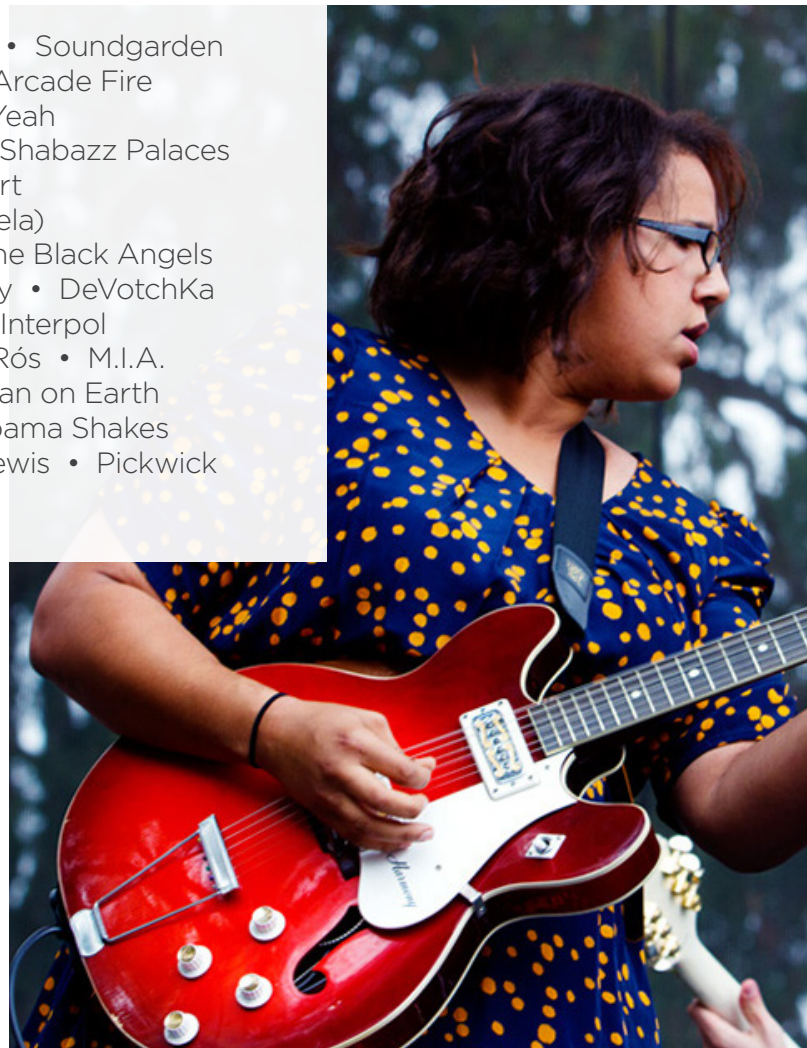 • Soundgarden
Arcade Fire
Yeah
Shabazz Palaces
rt
ela)
he Black Angels
y • DeVotchKa
Interpol
Rós • M.I.A.
an on Earth
bama Shakes
ewis • Pickwick
Harmony